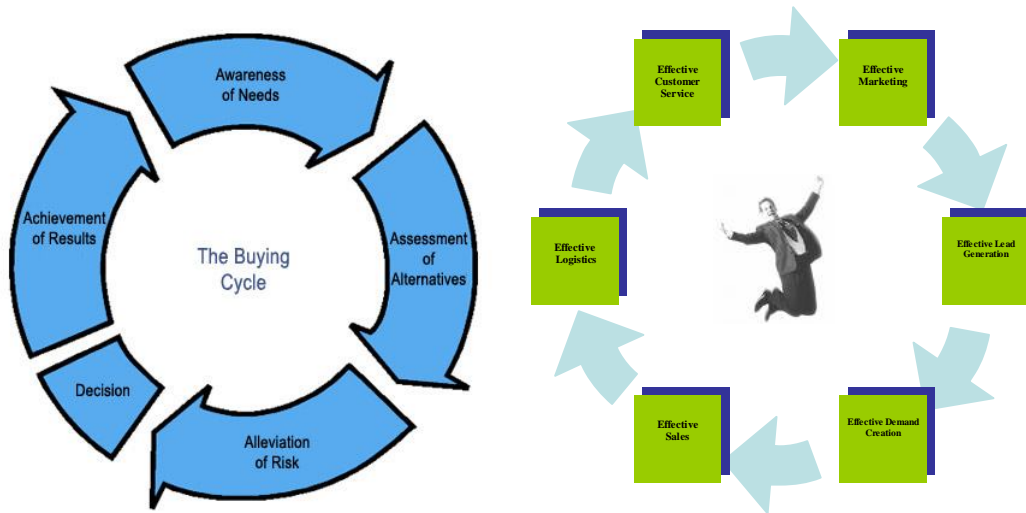 Awareness
of Needs
Assessment
of
Alternatives
Alleviation
of Risk
Decision
Achievement
of Results
The Buying
Cycle
Effective
Customer
Service
Effective
Marketing
Effective Lead
Generation
Effective Demand
Creation
Effective
Sales
Effective
Logistics